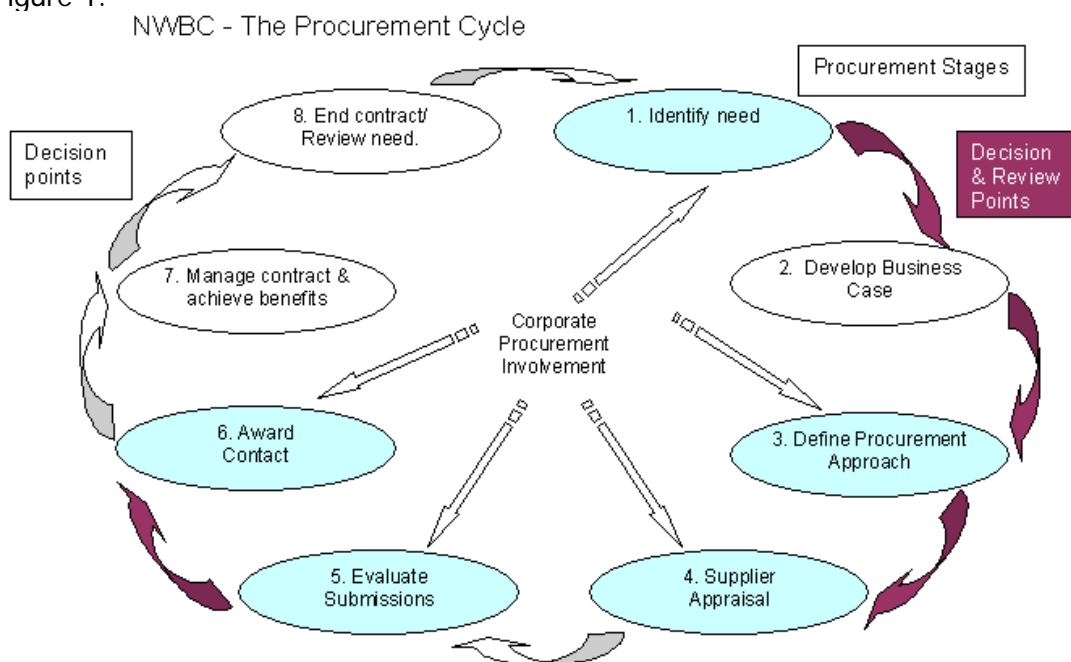 igure 1.
NWBC - The Procurement Cycle
Procurement Stages
8. End contract/
Review need.
1. Identify need
Decision
points
Decision
& Review
Points
7. Manage contract &
achieve benefits
2. Develop Business
Case
Corporate
Procurement
Involvement
6. Award
Contact
3. Define Procurement
Approach
5. Evaluate
Submissions
4. Supplier
Appraisal